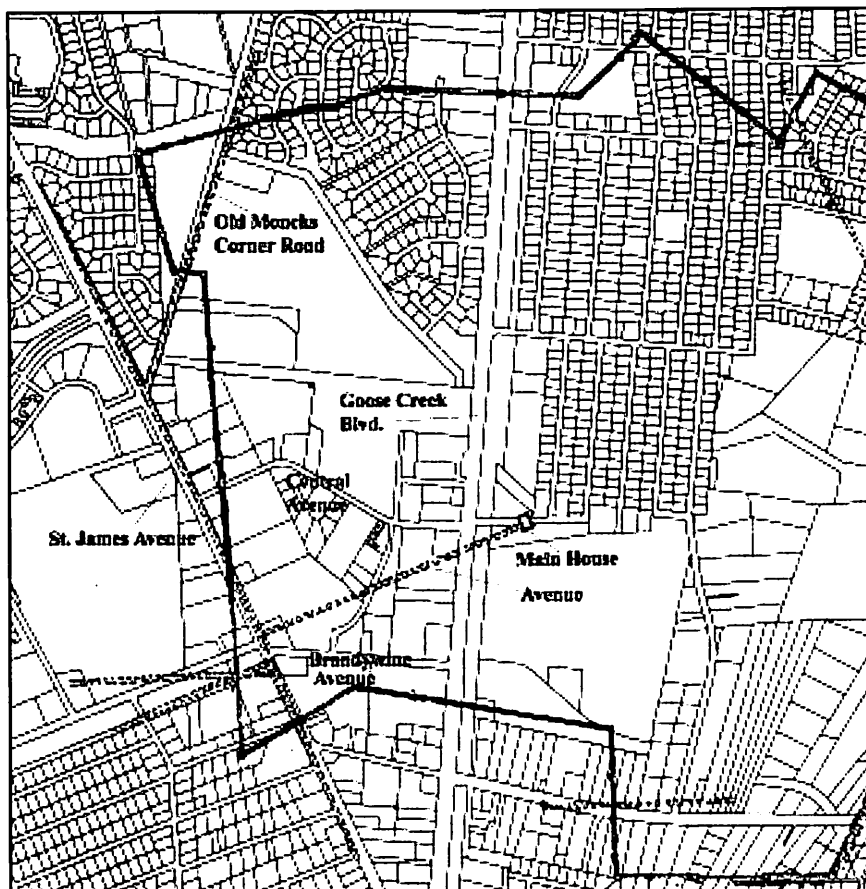 Old Moncks
Corner Road
Goose Creek
Blvd.
Central
Avenue
St. James Avenue
Main House
Avenue
Brandywine
Avenue